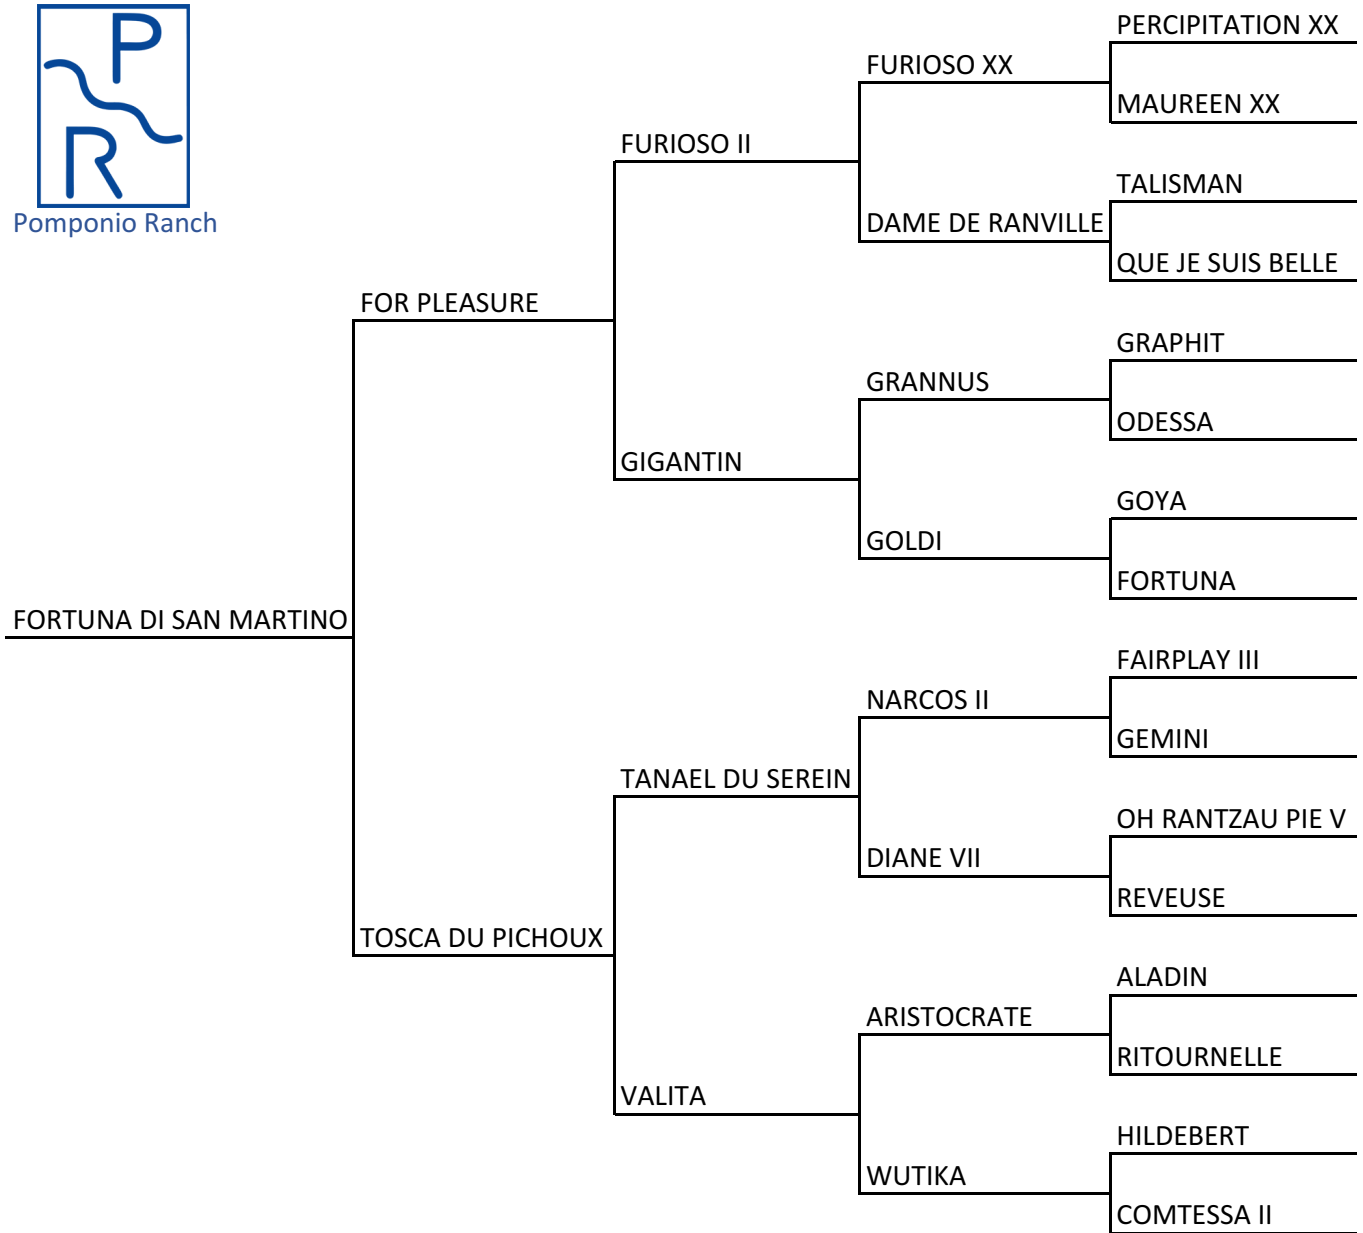 P
R
Pomponio Ranch
PERCIPITATION XX
FURIOSO XX
MAUREEN XX
FURIOSO II
TALISMAN
DAME DE RANVILLE
QUE JE SUIS BELLE
FOR PLEASURE
GRAPHIT
GRANNUS
ODESSA
GIGANTIN
GOYA
GOLDI
FORTUNA
FORTUNA DI SAN MARTINO
FAIRPLAY III
NARCOS II
GEMINI
TANAEL DU SEREIN
OH RANTZAU PIE V
DIANE VII
REVEUSE
TOSCA DU PICHOUX
ALADIN
ARISTOCRATE
RITOURNELLE
VALITA
HILDEBERT
WUTIKA
COMTESSA II